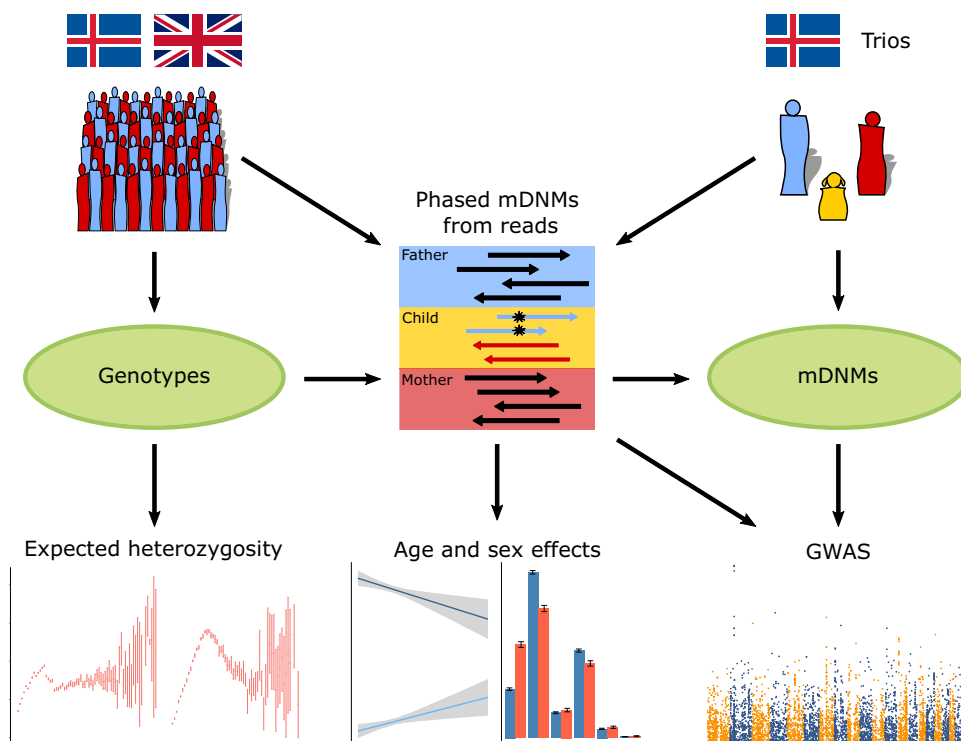 Trios
Phased mDNMs
from reads
Father
Child
Mother
Genotypes
mDNMs
Expected heterozygosity
Age and sex effects
GWAS